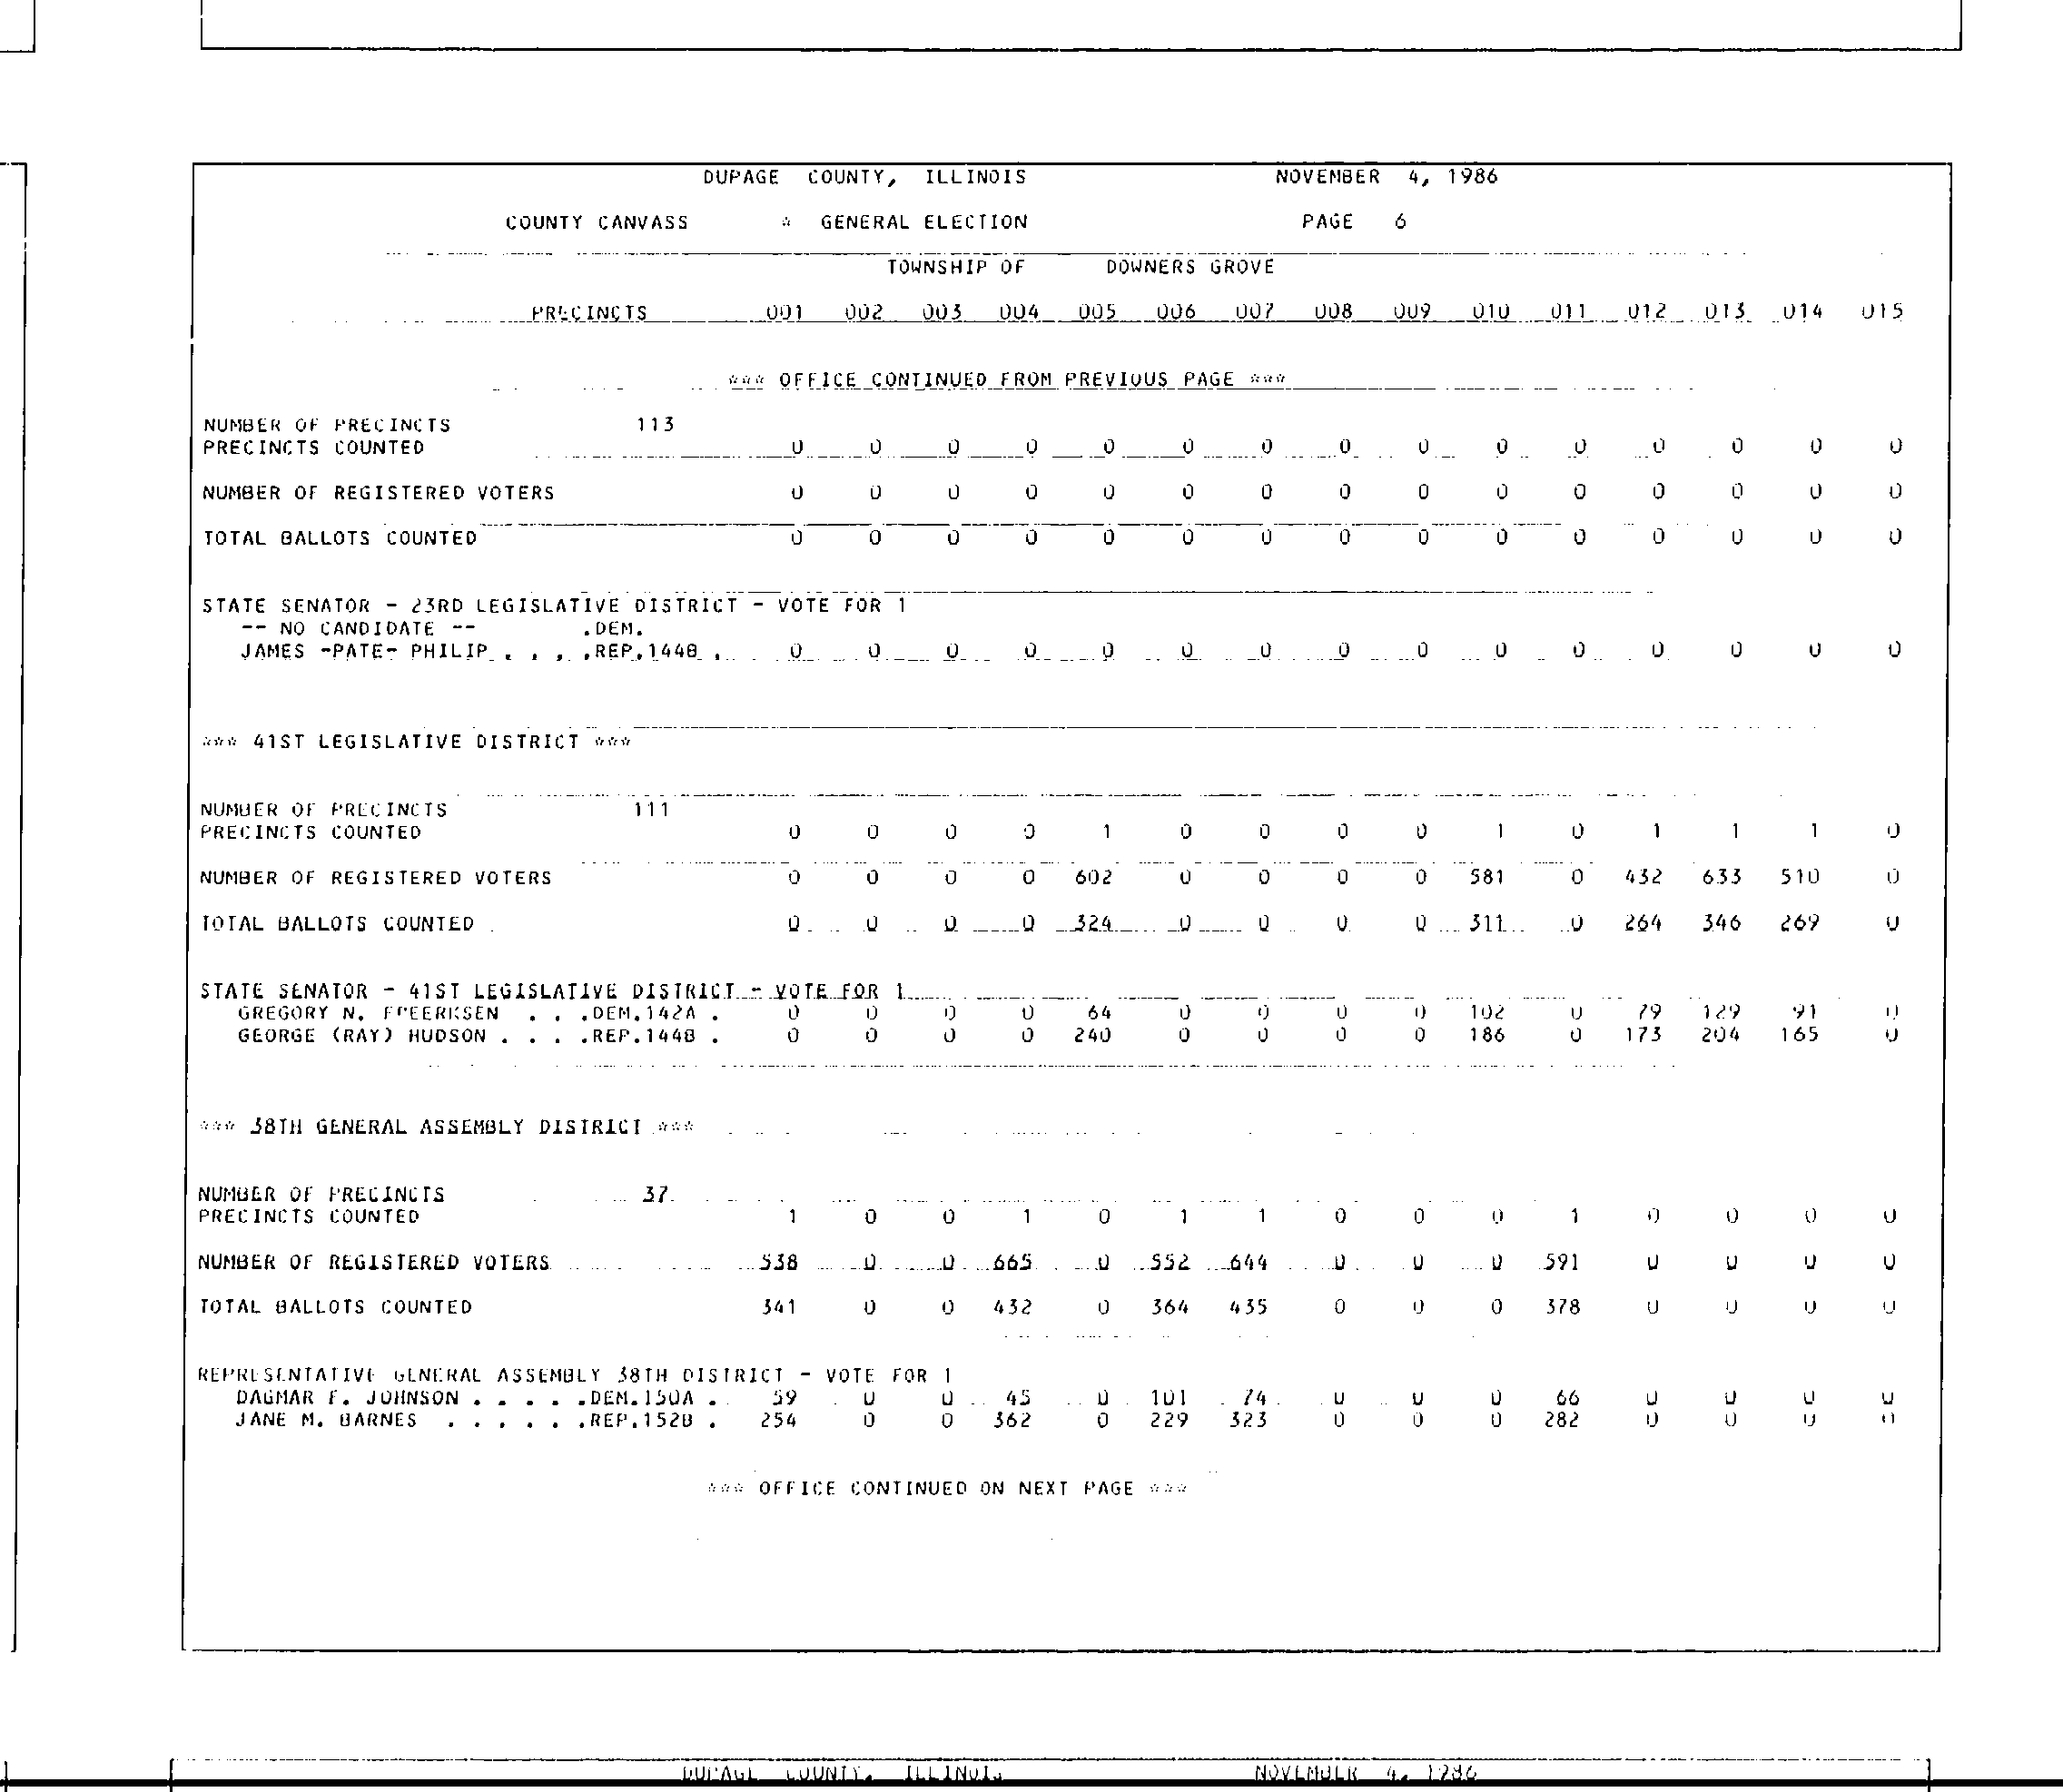 DUPAGE COUNTY, ILLINOIS NOVEMBER 4, 1986
COUNTY CANVASS * GENERAL ELECTION PAGE 6
TOWNSHIP OF DOWNERS GROVE
PRECINCTS 001 002 003 004 005 006 007 008 009 010 011 012 013 014 015
*** OFFICE CONTINUED FROM PREVIOUS PAGE ***
NUMBER OF PRECINCTS 113
PRECINCTS COUNTED 0 0 0 0 0 0 0 0 0 0 0 0 0 0 0
NUMBER OF REGISTERED VOTERS 0 0 0 0 0 0 0 0 0 0 0 0 0 0 0
TOTAL BALLOTS COUNTED 0 0 0 0 0 0 0 0 0 0 0 0 0 0 0
STATE SENATOR - 23RD LEGISLATIVE DISTRICT - VOTE FOR 1
-- NO CANDIDATE -- .DEM.
JAMES -PATE- PHILIP . . . .REP.144B . 0 0 0 0 0 0 0 0 0 0 0 0 0 0 0
*** 41ST LEGISLATIVE DISTRICT ***
NUMBER OF PRECINCTS 111
PRECINCTS COUNTED 0 0 0 0 1 0 0 0 0 1 0 1 1 1 0
NUMBER OF REGISTERED VOTERS 0 0 0 0 602 0 0 0 0 581 0 432 633 510 0
TOTAL BALLOTS COUNTED 0 0 0 0 324 0 0 0 0 311 0 264 346 269 0
STATE SENATOR - 41ST LEGISLATIVE DISTRICT - VOTE FOR 1
GREGORY N. . . .DEM.142A . 0 0 0 0 64 0 0 0 0 102 0 79 129 91 0
GEORGE (RAY) HUDSON . . . .REP.144B . 0 0 0 0 240 0 0 0 0 186 0 173 204 165 0
*** 38TH GENERAL ASSEMBLY DISTRICT ***
NUMBER OF PRECINCTS 37
PRECINCTS COUNTED 1 0 0 1 0 1 1 0 0 0 1 0 0 0 0
NUMBER OF REGISTERED VOTERS 538 0 0 665 0 552 644 0 0 0 591 0 0 0 0
TOTAL BALLOTS COUNTED 341 0 0 432 0 364 435 0 0 0 378 0 0 0 0
REPRESENTATIVE GENERAL ASSEMBLY 38TH DISTRICT - VOTE FOR 1
DAGMAR F. JOHNSON . . . . .DEM.150A . 59 0 0 45 0 101 74 0 0 0 66 0 0 0 0
JANE M. BARNES . . . . . .REP.152B . 254 0 0 362 0 229 323 0 0 0 282 0 0 0 0
*** OFFICE CONTINUED ON NEXT PAGE ***
DUPAGE COUNTY, ILLINOIS NOVEMBER 4, 1986